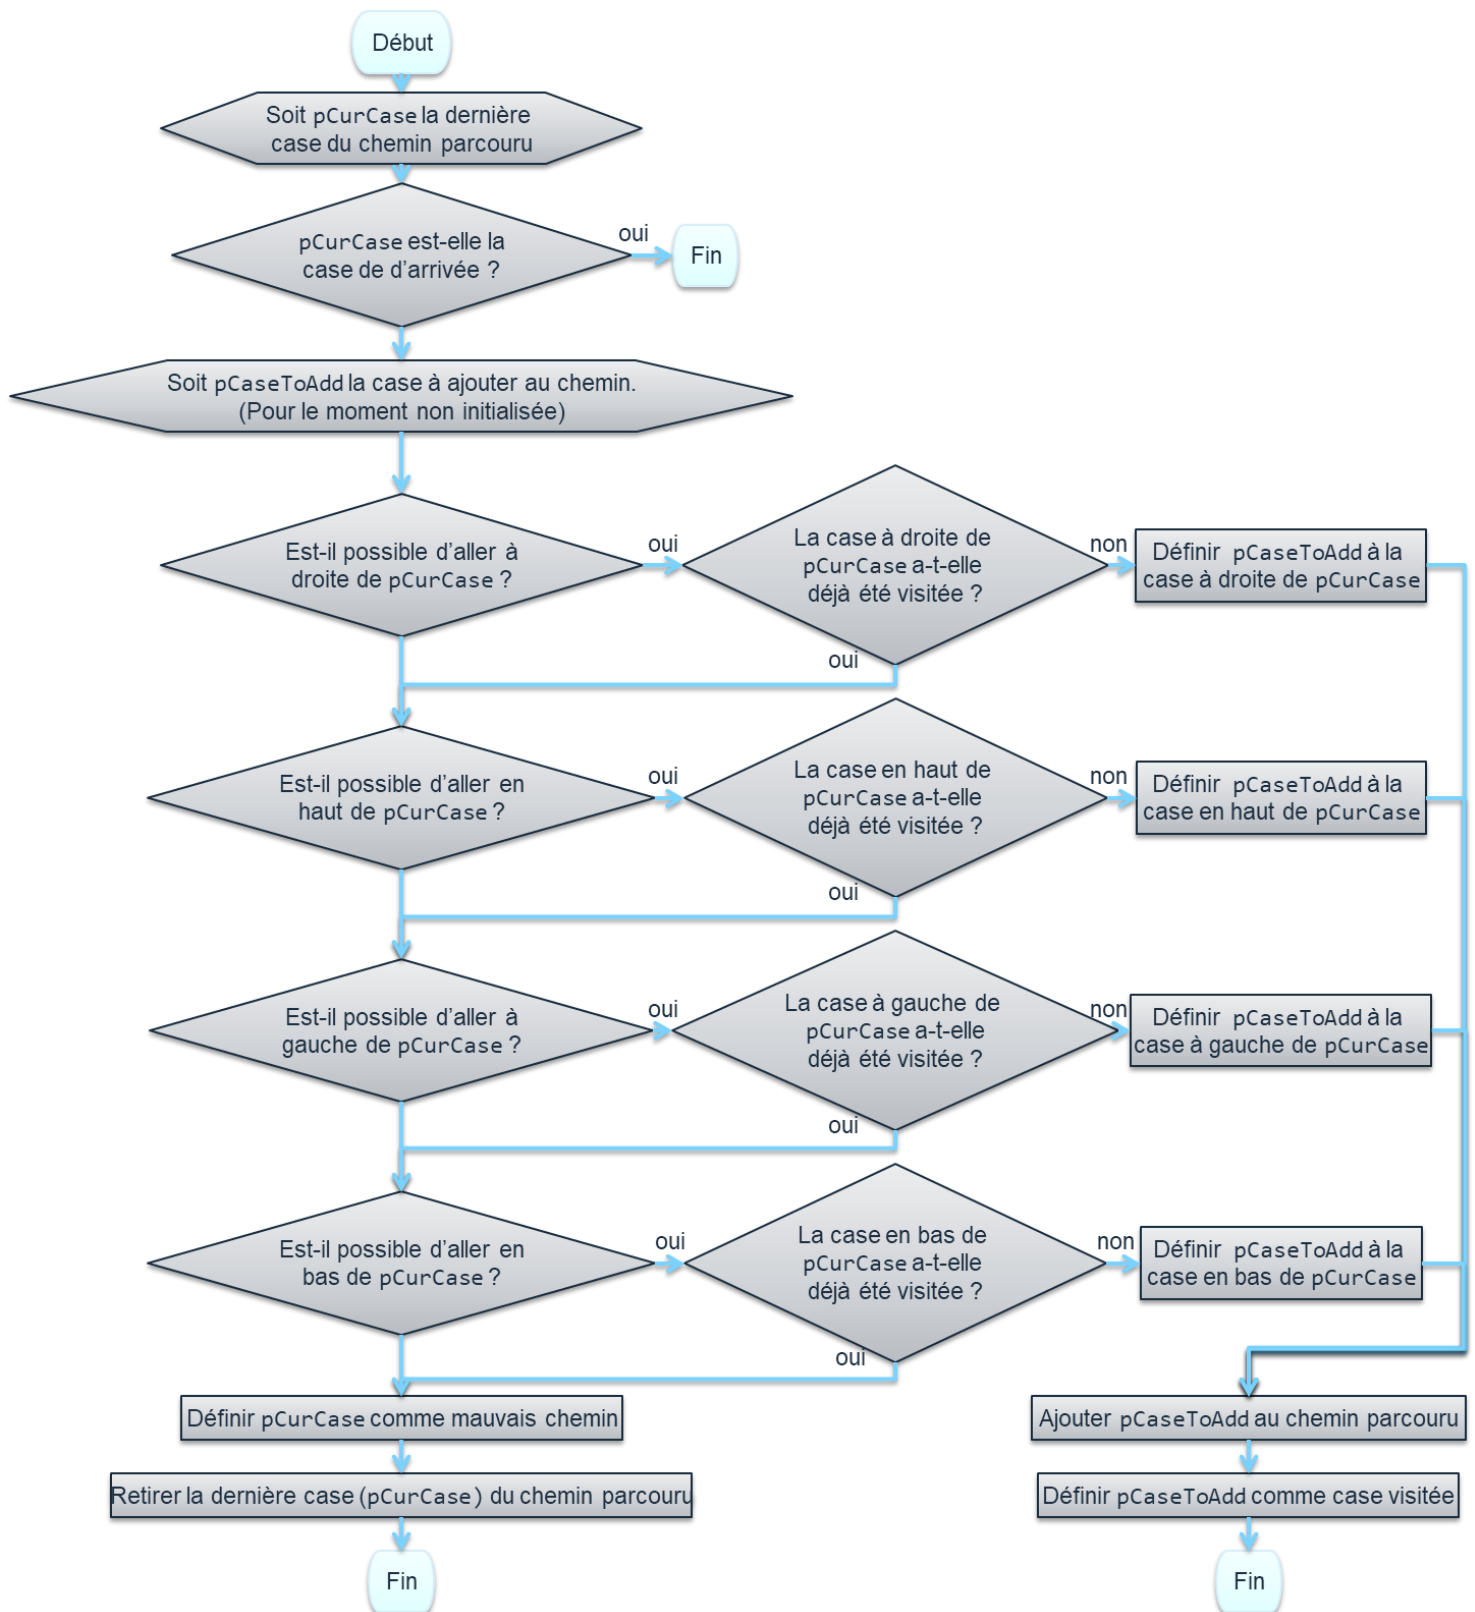 Début
Soit pCurCase la dernière
case du chemin parcouru
pCurCase est-elle la
case de d'arrivée ?
oui
Fin
Soit pCaseToAdd la case à ajouter au chemin.
(Pour le moment non initialisée)
Est-il possible d'aller à
droite de pCurCase ?
oui
La case à droite de
pCurCase a-t-elle
déjà été visitée ?
non
Définir pCaseToAdd à la
case à droite de pCurCase
oui
Est-il possible d'aller en
haut de pCurCase ?
oui
La case en haut de
pCurCase a-t-elle
déjà été visitée ?
non
Définir pCaseToAdd à la
case en haut de pCurCase
oui
Est-il possible d'aller à
gauche de pCurCase ?
oui
La case à gauche de
pCurCase a-t-elle
déjà été visitée ?
non
Définir pCaseToAdd à la
case à gauche de pCurCase
oui
Est-il possible d'aller en
bas de pCurCase ?
oui
La case en bas de
pCurCase a-t-elle
déjà été visitée ?
non
Définir pCaseToAdd à la
case en bas de pCurCase
oui
Définir pCurCase comme mauvais chemin
Retirer la dernière case (pCurCase) du chemin parcouru
Fin
Ajouter pCaseToAdd au chemin parcouru
Définir pCaseToAdd comme case visitée
Fin